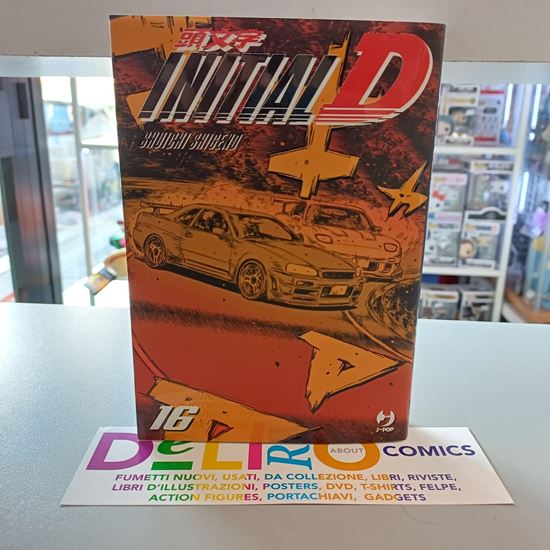 頭文字
INITIAL D
SHUICHI SHIGENO
16
J-POP
DeLiRO ABOUT COMICS
FUMETTI NUOVI, USATI, DA COLLEZIONE, LIBRI, RIVISTE,
LIBRI D'ILLUSTRAZIONI, POSTERS, DVD, T-SHIRTS, FELPE,
ACTION FIGURES, PORTACHIAVI, GADGETS